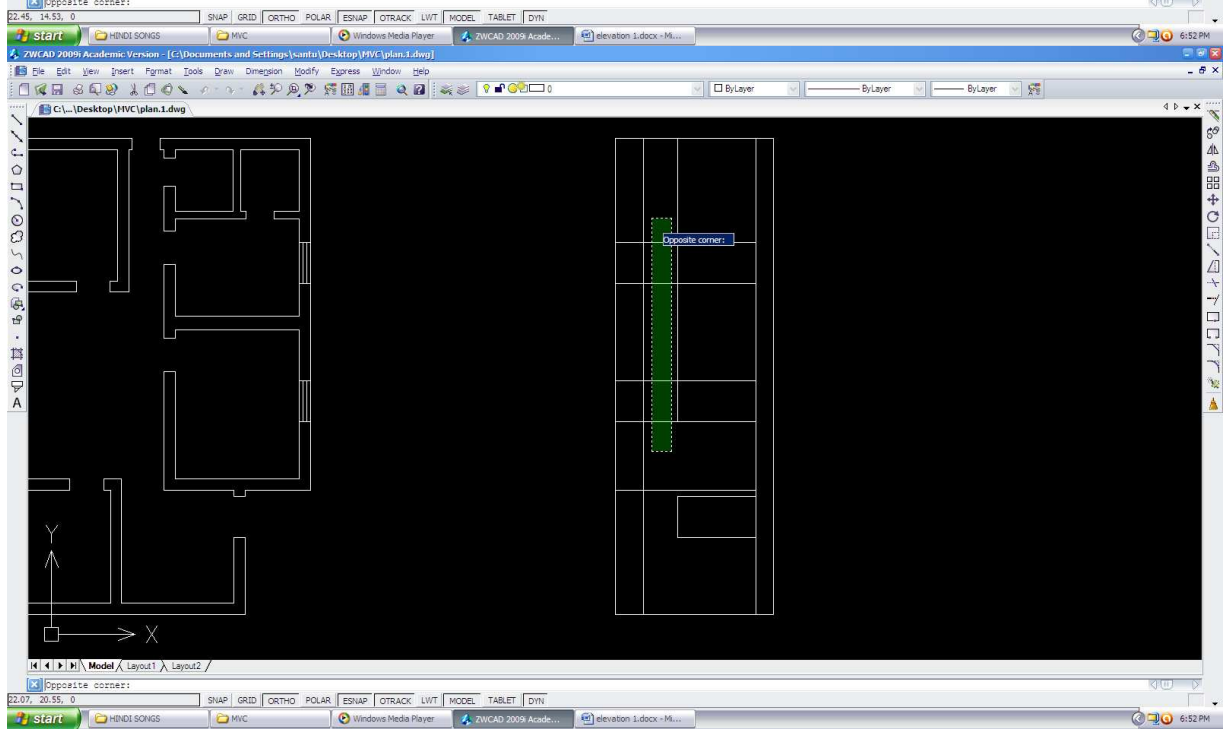 Opposite corner:
22.45, 14.53, 0 SNAP GRID ORTHO POLAR ESNAP OTRACK LWT MODEL TABLET DYN
start HINDI SONGS MVC Windows Media Player ZWCAD 2009i Acade... elevation 1.docx - Mi... 6:52 PM
ZWCAD 2009i Academic Version - [C:\Documents and Settings\santu\Desktop\MVC\plan.1.dwg]
File Edit View Insert Format Tools Draw Dimension Modify Express Window Help
0 ByLayer ByLayer ByLayer
C:\...\Desktop\MVC\plan.1.dwg
Opposite corner:
Y
X
Model Layout1 Layout2
Opposite corner:
22.07, 20.55, 0 SNAP GRID ORTHO POLAR ESNAP OTRACK LWT MODEL TABLET DYN
start HINDI SONGS MVC Windows Media Player ZWCAD 2009i Acade... elevation 1.docx - Mi... 6:52 PM